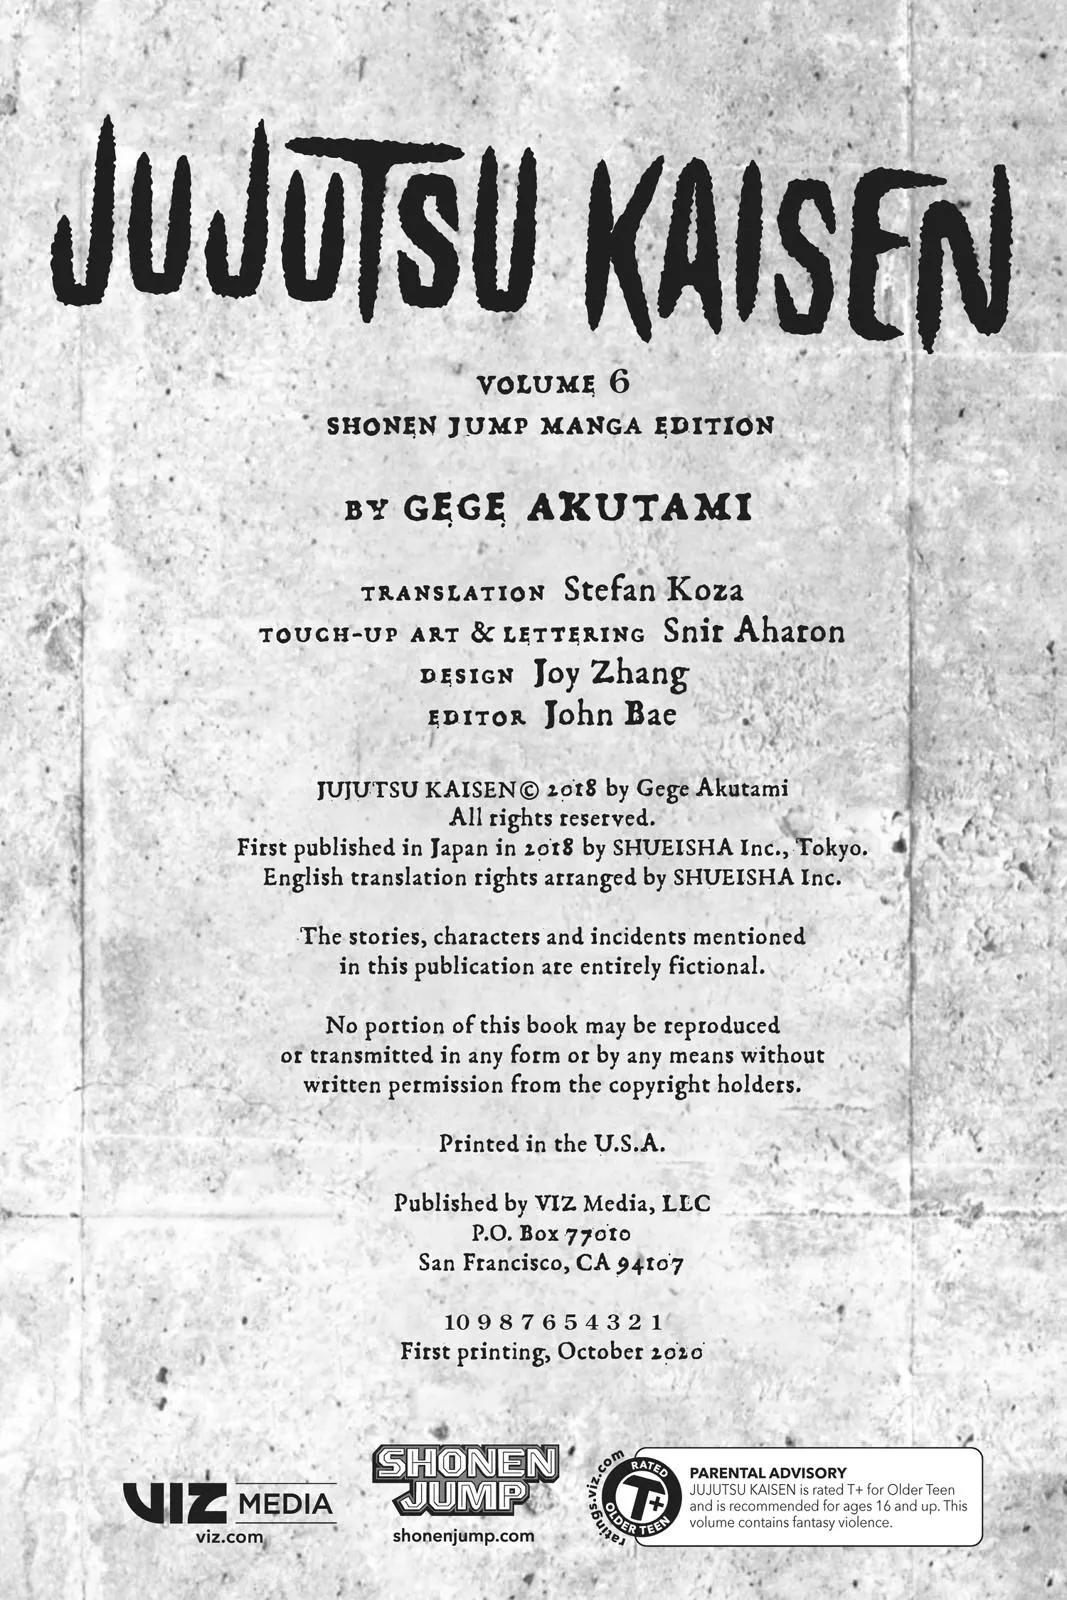 JUJUTSU KAISEN
VOLUME 6
SHONEN JUMP MANGA EDITION
BY GEGE AKUTAMI
TRANSLATION Stefan Koza
TOUCH-UP ART & LETTERING Snir Aharon
DESIGN Joy Zhang
EDITOR John Bae
JUJUTSU KAISEN© 2018 by Gege Akutami
All rights reserved.
First published in Japan in 2018 by SHUEISHA Inc., Tokyo.
English translation rights arranged by SHUEISHA Inc.
The stories, characters and incidents mentioned
in this publication are entirely fictional.
No portion of this book may be reproduced
or transmitted in any form or by any means without
written permission from the copyright holders.
Printed in the U.S.A.
Published by VIZ Media, LLC
P.O. Box 77010
San Francisco, CA 94107
10 9 8 7 6 5 4 3 2 1
First printing, October 2020
VIZ MEDIA
viz.com
SHONEN
JUMP
shonenjump.com
ratings.viz.com
RATED
T+
OLDER TEEN
PARENTAL ADVISORY
JUJUTSU KAISEN is rated T+ for Older Teen
and is recommended for ages 16 and up. This
volume contains fantasy violence.